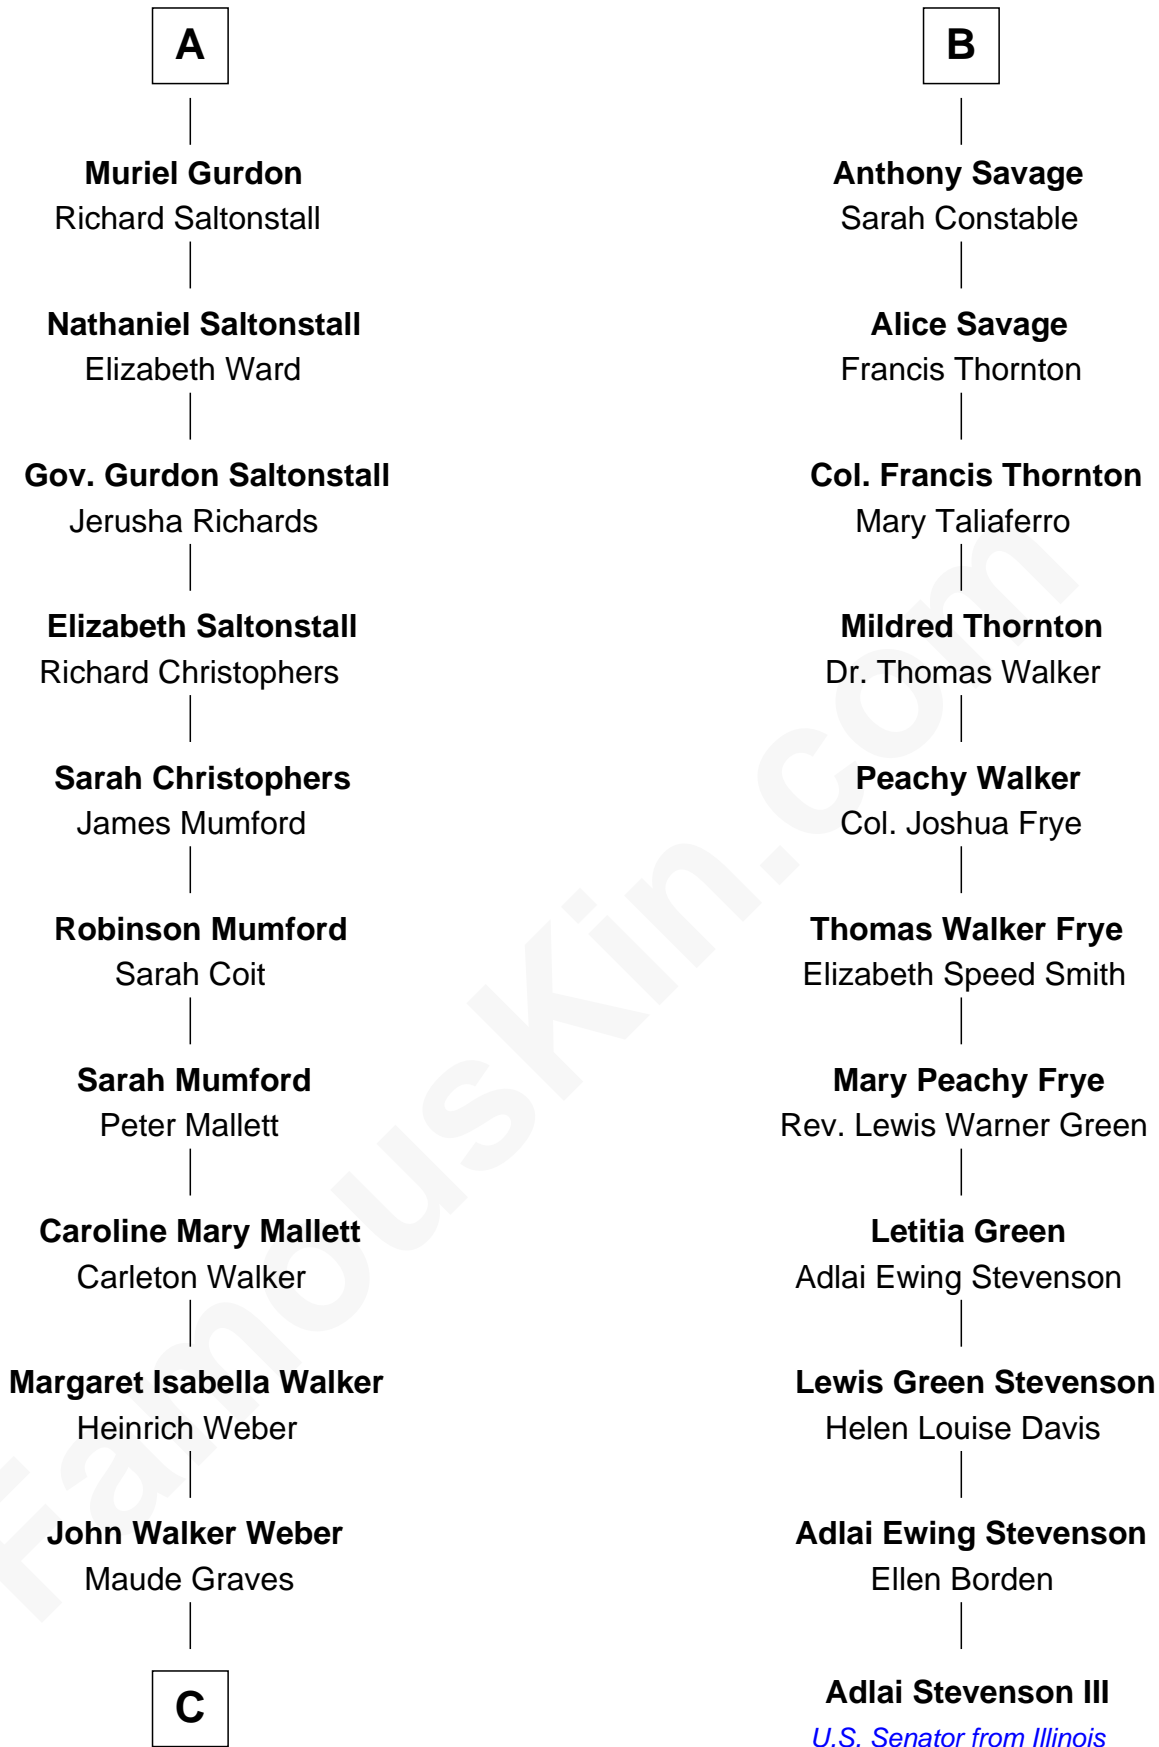 A
Muriel Gurdon
Richard Saltonstall
Nathaniel Saltonstall
Elizabeth Ward
Gov. Gurdon Saltonstall
Jerusha Richards
Elizabeth Saltonstall
Richard Christophers
Sarah Christophers
James Mumford
Robinson Mumford
Sarah Coit
Sarah Mumford
Peter Mallett
Caroline Mary Mallett
Carleton Walker
Margaret Isabella Walker
Heinrich Weber
John Walker Weber
Maude Graves
C
B
Anthony Savage
Sarah Constable
Alice Savage
Francis Thornton
Col. Francis Thornton
Mary Taliaferro
Mildred Thornton
Dr. Thomas Walker
Peachy Walker
Col. Joshua Frye
Thomas Walker Frye
Elizabeth Speed Smith
Mary Peachy Frye
Rev. Lewis Warner Green
Letitia Green
Adlai Ewing Stevenson
Lewis Green Stevenson
Helen Louise Davis
Adlai Ewing Stevenson
Ellen Borden
Adlai Stevenson III
U.S. Senator from Illinois
FamousKin.com